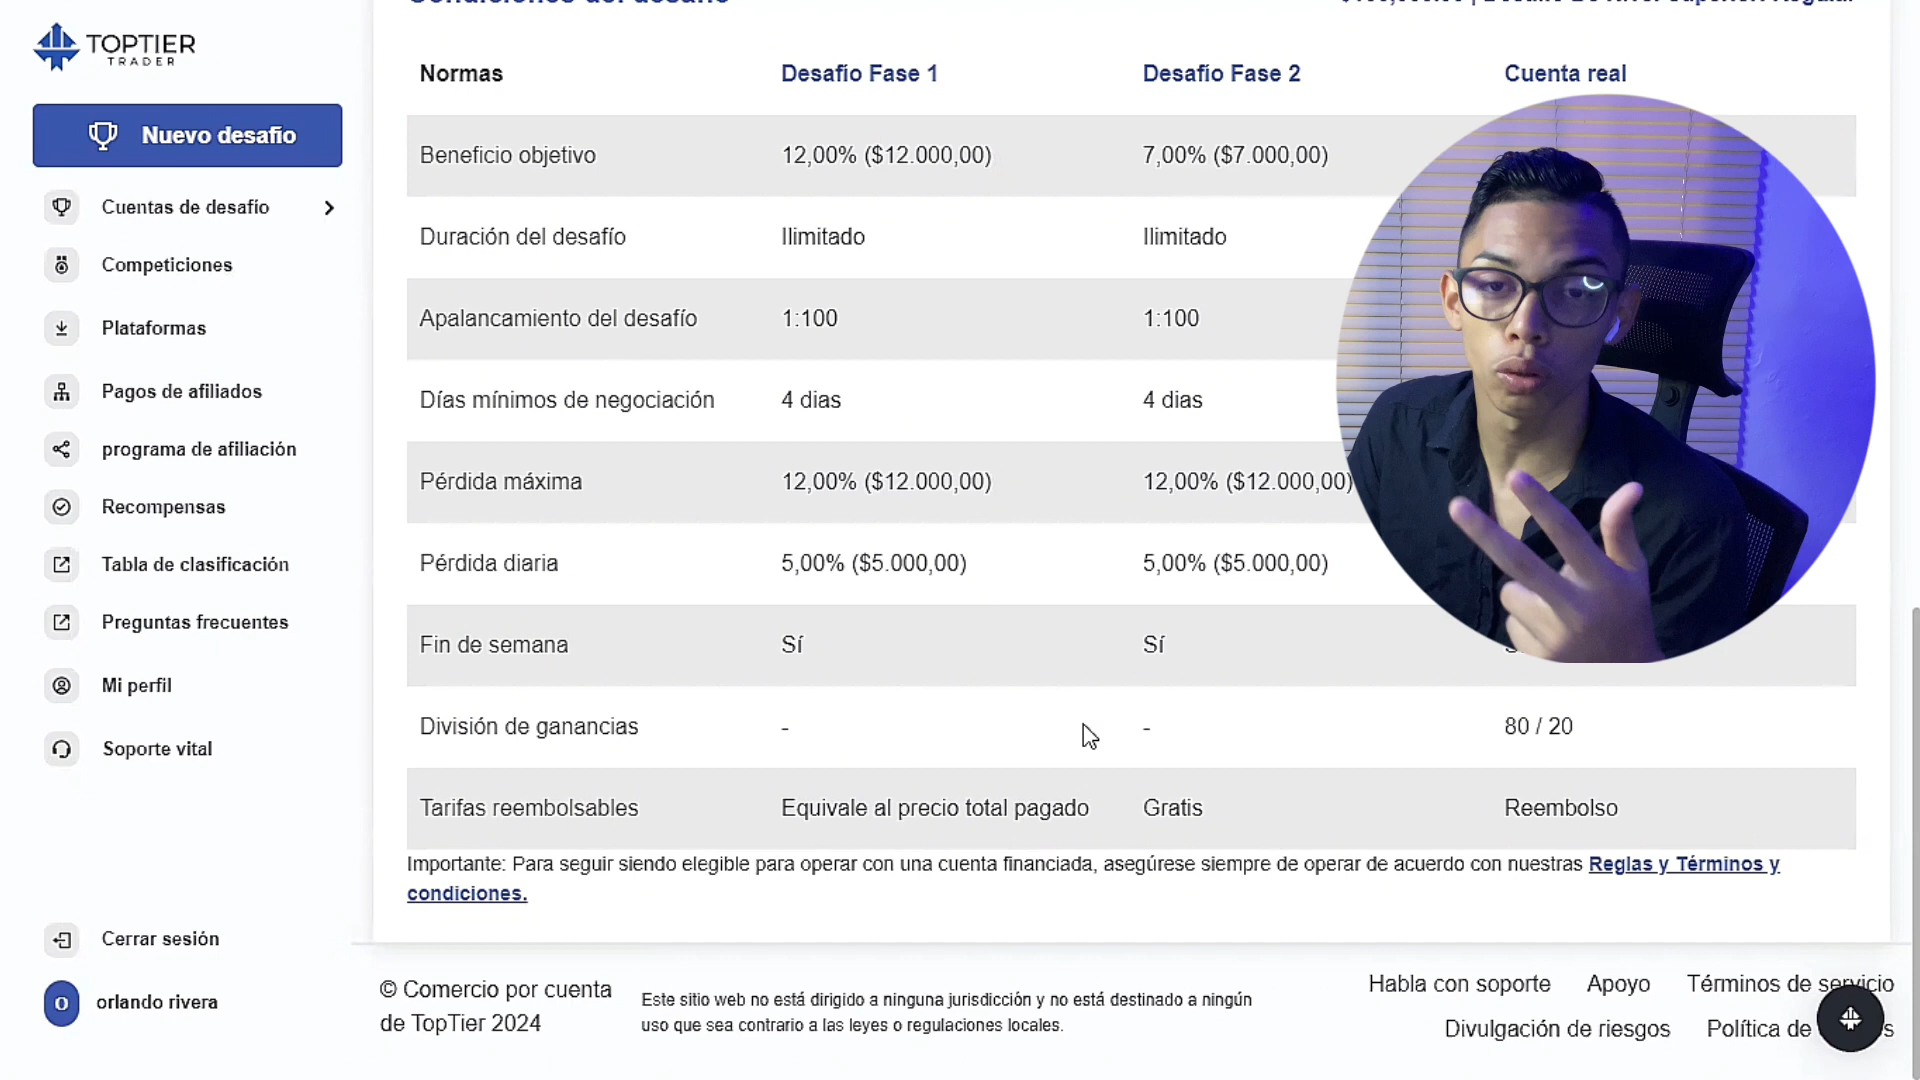 TOPTIER
TRADER
Nuevo desafio
Cuentas de desafío
Competiciones
Plataformas
Pagos de afiliados
programa de afiliación
Recompensas
Tabla de clasificación
Preguntas frecuentes
Mi perfil
Soporte vital
Cerrar sesión
O orlando rivera
Normas Desafío Fase 1 Desafío Fase 2 Cuenta real
Beneficio objetivo 12,00% ($12.000,00) 7,00% ($7.000,00)
Duración del desafío Ilimitado Ilimitado
Apalancamiento del desafío 1:100 1:100
Días mínimos de negociación 4 dias 4 dias
Pérdida máxima 12,00% ($12.000,00) 12,00% ($12.000,00)
Pérdida diaria 5,00% ($5.000,00) 5,00% ($5.000,00)
Fin de semana Sí Sí
División de ganancias - - 80 / 20
Tarifas reembolsables Equivale al precio total pagado Gratis Reembolso
Importante: Para seguir siendo elegible para operar con una cuenta financiada, asegúrese siempre de operar de acuerdo con nuestras Reglas y Términos y
condiciones.
© Comercio por cuenta
de TopTier 2024
Este sitio web no está dirigido a ninguna jurisdicción y no está destinado a ningún
uso que sea contrario a las leyes o regulaciones locales.
Habla con soporte Apoyo Términos de servicio
Divulgación de riesgos Política de